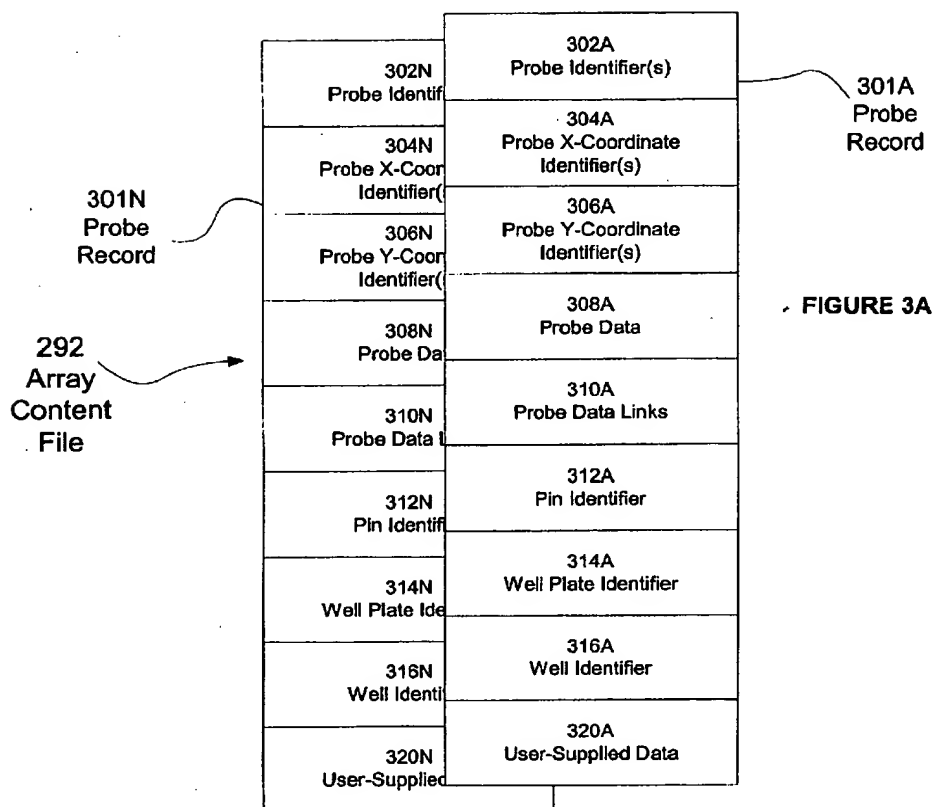 302N
Probe Identif
304N
Probe X-Coor
Identifier(
306N
Probe Y-Coor
Identifier(
308N
Probe Da
310N
Probe Data L
312N
Pin Identif
314N
Well Plate Ide
316N
Well Identi
320N
User-Supplied
302A
Probe Identifier(s)
304A
Probe X-Coordinate
Identifier(s)
306A
Probe Y-Coordinate
Identifier(s)
308A
Probe Data
310A
Probe Data Links
312A
Pin Identifier
314A
Well Plate Identifier
316A
Well Identifier
320A
User-Supplied Data
301A
Probe
Record
301N
Probe
Record
292
Array
Content
File
FIGURE 3A